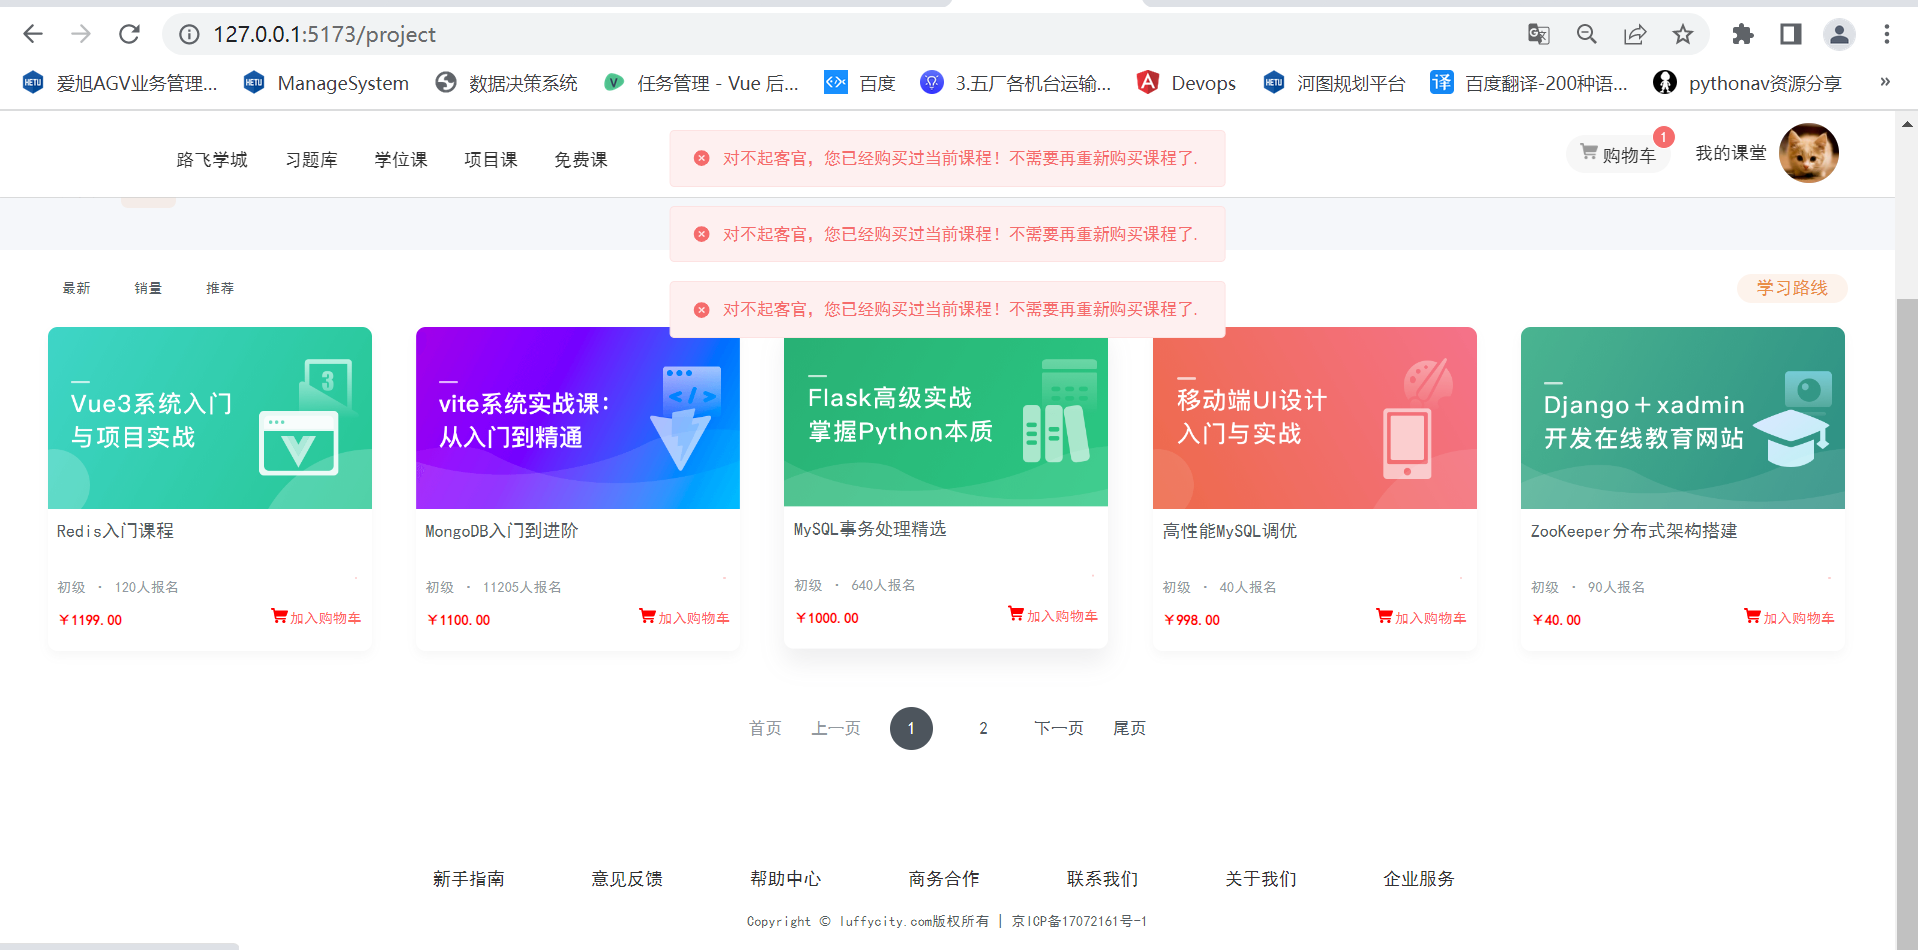 127.0.0.1:5173/project
爱旭AGV业务管理...
ManageSystem
数据决策系统
任务管理 - Vue 后...
百度
3.五厂各机台运输...
Devops
河图规划平台
译
百度翻译-200种语...
pythonav资源分享
»
路飞学城
习题库
学位课
项目课
免费课
购物车
1
我的课堂
对不起客官，您已经购买过当前课程！不需要再重新购买课程了.
对不起客官，您已经购买过当前课程！不需要再重新购买课程了.
对不起客官，您已经购买过当前课程！不需要再重新购买课程了.
最新
销量
推荐
学习路线
Vue3系统入门
与项目实战
3
Redis入门课程
初级 · 120人报名
￥1199.00
加入购物车
vite系统实战课：
从入门到精通
</>
MongoDB入门到进阶
初级 · 11205人报名
￥1100.00
加入购物车
Flask高级实战
掌握Python本质
MySQL事务处理精选
初级 · 640人报名
￥1000.00
加入购物车
移动端UI设计
入门与实战
高性能MySQL调优
初级 · 40人报名
￥998.00
加入购物车
Django＋xadmin
开发在线教育网站
ZooKeeper分布式架构搭建
初级 · 90人报名
￥40.00
加入购物车
首页
上一页
1
2
下一页
尾页
新手指南
意见反馈
帮助中心
商务合作
联系我们
关于我们
企业服务
Copyright © luffycity.com版权所有 | 京ICP备17072161号-1